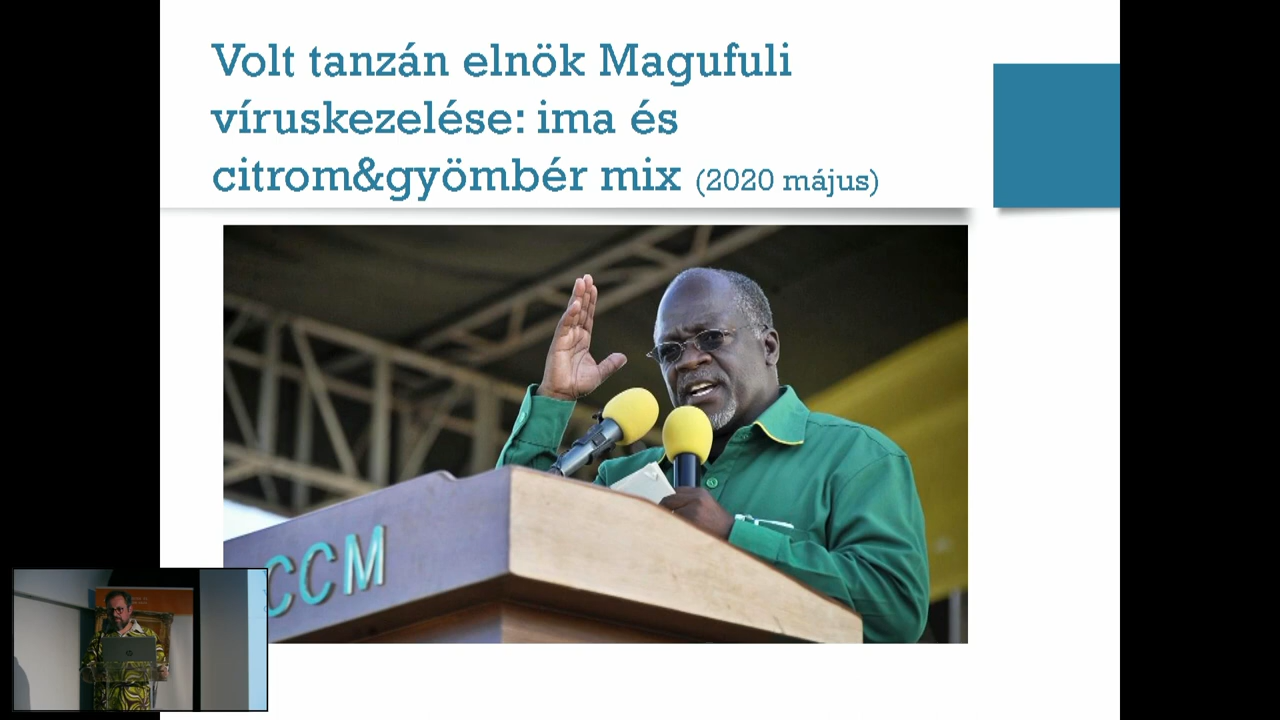 Volt tanzán elnök Magufuli
víruskezelése: ima és
citrom&gyömbér mix (2020 május)
CCM